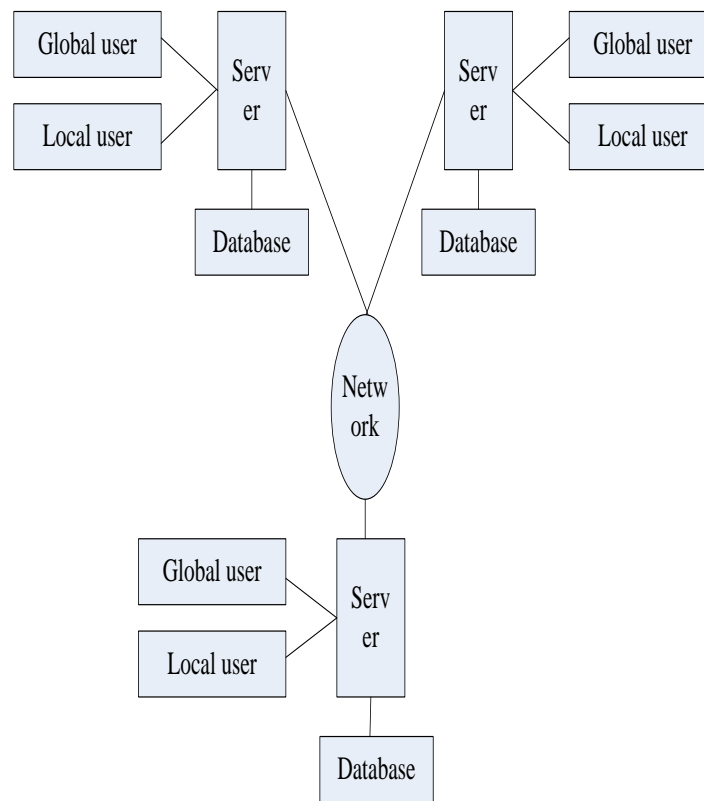 Global user
Local user
Serv
er
Database
Serv
er
Global user
Local user
Database
Netw
ork
Global user
Local user
Serv
er
Database